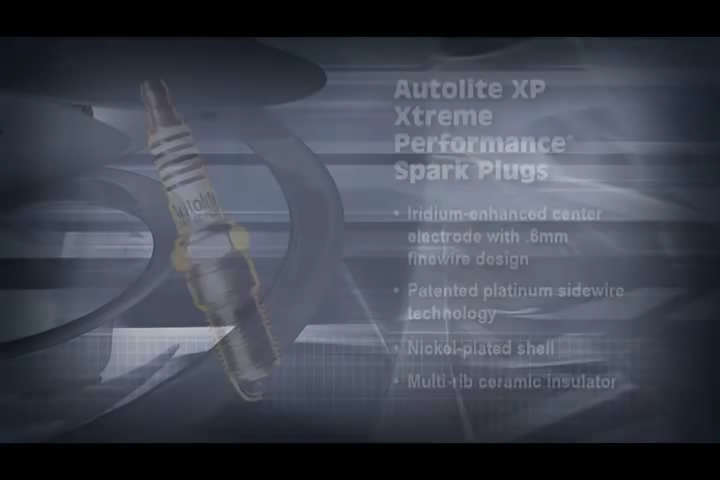 Autolite XP
Xtreme
Performance®
Spark Plugs
• Iridium-enhanced center
electrode with .6mm
finewire design
• Patented platinum sidewire
technology
• Nickel-plated shell
• Multi-rib ceramic insulator
Autolite